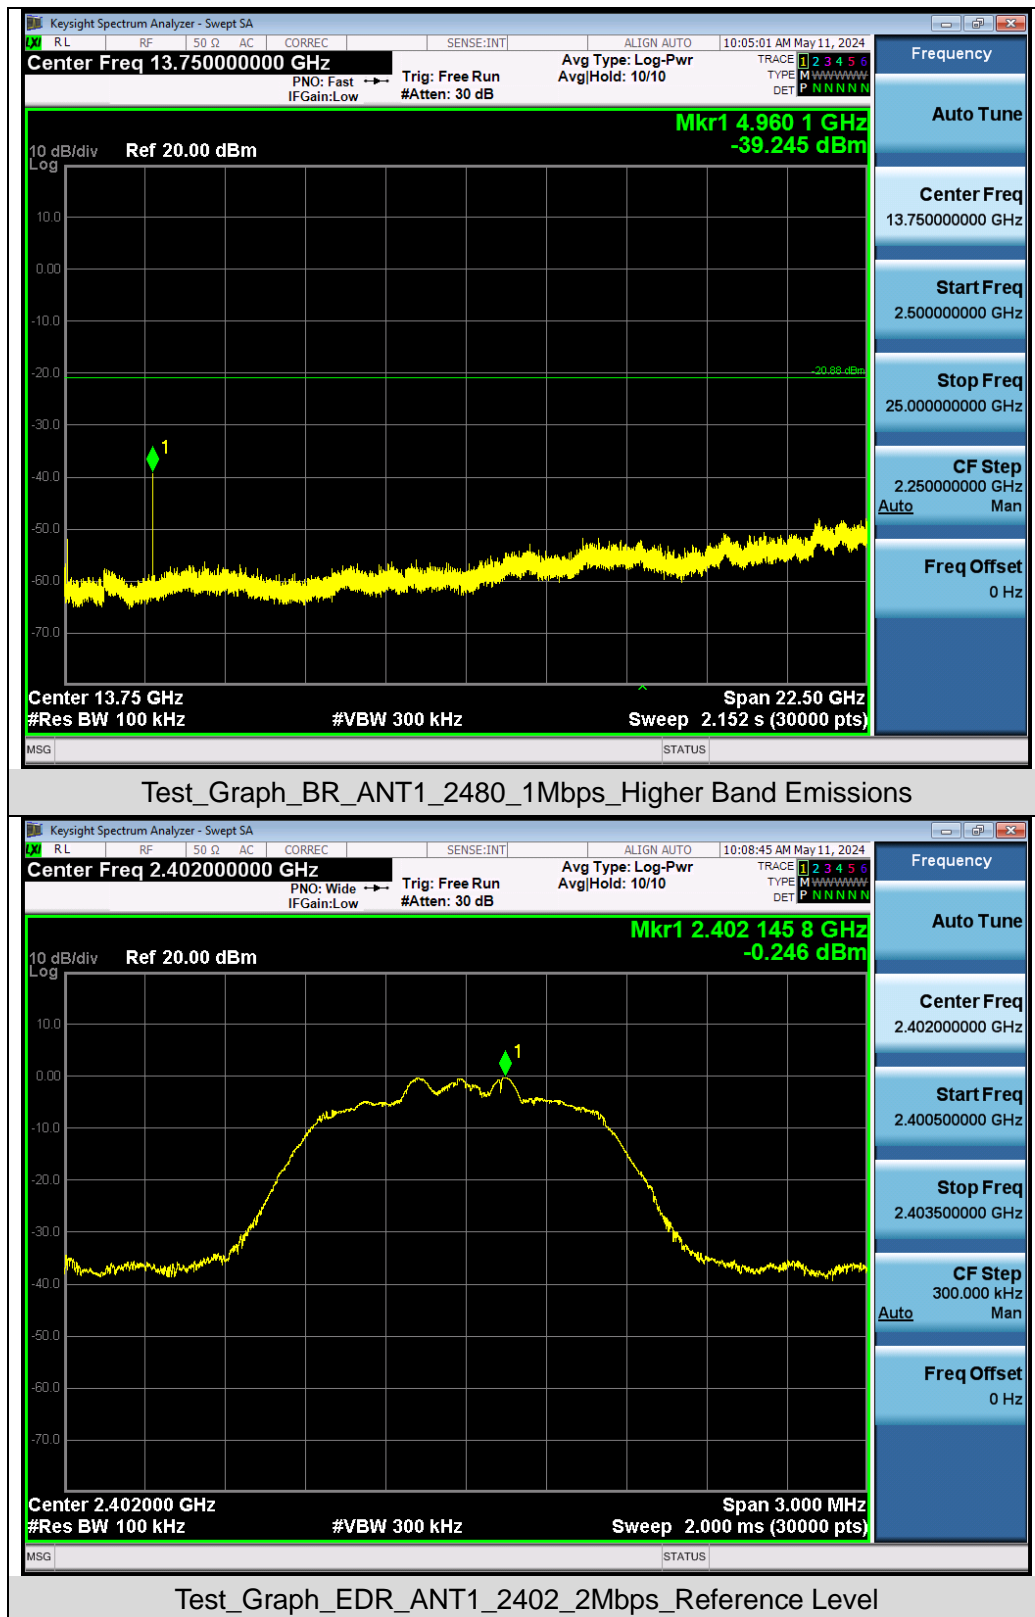 Keysight Spectrum Analyzer - Swept SA
LXI RL RF 50 Ω AC CORREC SENSE:INT ALIGN AUTO 10:05:01 AM May 11, 2024
Center Freq 13.750000000 GHz
PNO: Fast
IFGain:Low
Trig: Free Run
#Atten: 30 dB
Avg Type: Log-Pwr
Avg|Hold: 10/10
TRACE 1 2 3 4 5 6
TYPE M W W W W W
DET P N N N N N
Frequency
Mkr1 4.960 1 GHz
-39.245 dBm
10 dB/div Ref 20.00 dBm
Log
10.0
0.00
-10.0
-20.0
-20.88 dBm
-30.0
1
-40.0
-50.0
-60.0
-70.0
Center 13.75 GHz Span 22.50 GHz
#Res BW 100 kHz #VBW 300 kHz Sweep 2.152 s (30000 pts)
MSG STATUS
Auto Tune
Center Freq
13.750000000 GHz
Start Freq
2.500000000 GHz
Stop Freq
25.000000000 GHz
CF Step
2.250000000 GHz
Auto Man
Freq Offset
0 Hz
Test_Graph_BR_ANT1_2480_1Mbps_Higher Band Emissions
Keysight Spectrum Analyzer - Swept SA
LXI RL RF 50 Ω AC CORREC SENSE:INT ALIGN AUTO 10:08:45 AM May 11, 2024
Center Freq 2.402000000 GHz
PNO: Wide
IFGain:Low
Trig: Free Run
#Atten: 30 dB
Avg Type: Log-Pwr
Avg|Hold: 10/10
TRACE 1 2 3 4 5 6
TYPE M W W W W W
DET P N N N N N
Frequency
Mkr1 2.402 145 8 GHz
-0.246 dBm
10 dB/div Ref 20.00 dBm
Log
10.0
1
0.00
-10.0
-20.0
-30.0
-40.0
-50.0
-60.0
-70.0
Center 2.402000 GHz Span 3.000 MHz
#Res BW 100 kHz #VBW 300 kHz Sweep 2.000 ms (30000 pts)
MSG STATUS
Auto Tune
Center Freq
2.402000000 GHz
Start Freq
2.400500000 GHz
Stop Freq
2.403500000 GHz
CF Step
300.000 kHz
Auto Man
Freq Offset
0 Hz
Test_Graph_EDR_ANT1_2402_2Mbps_Reference Level